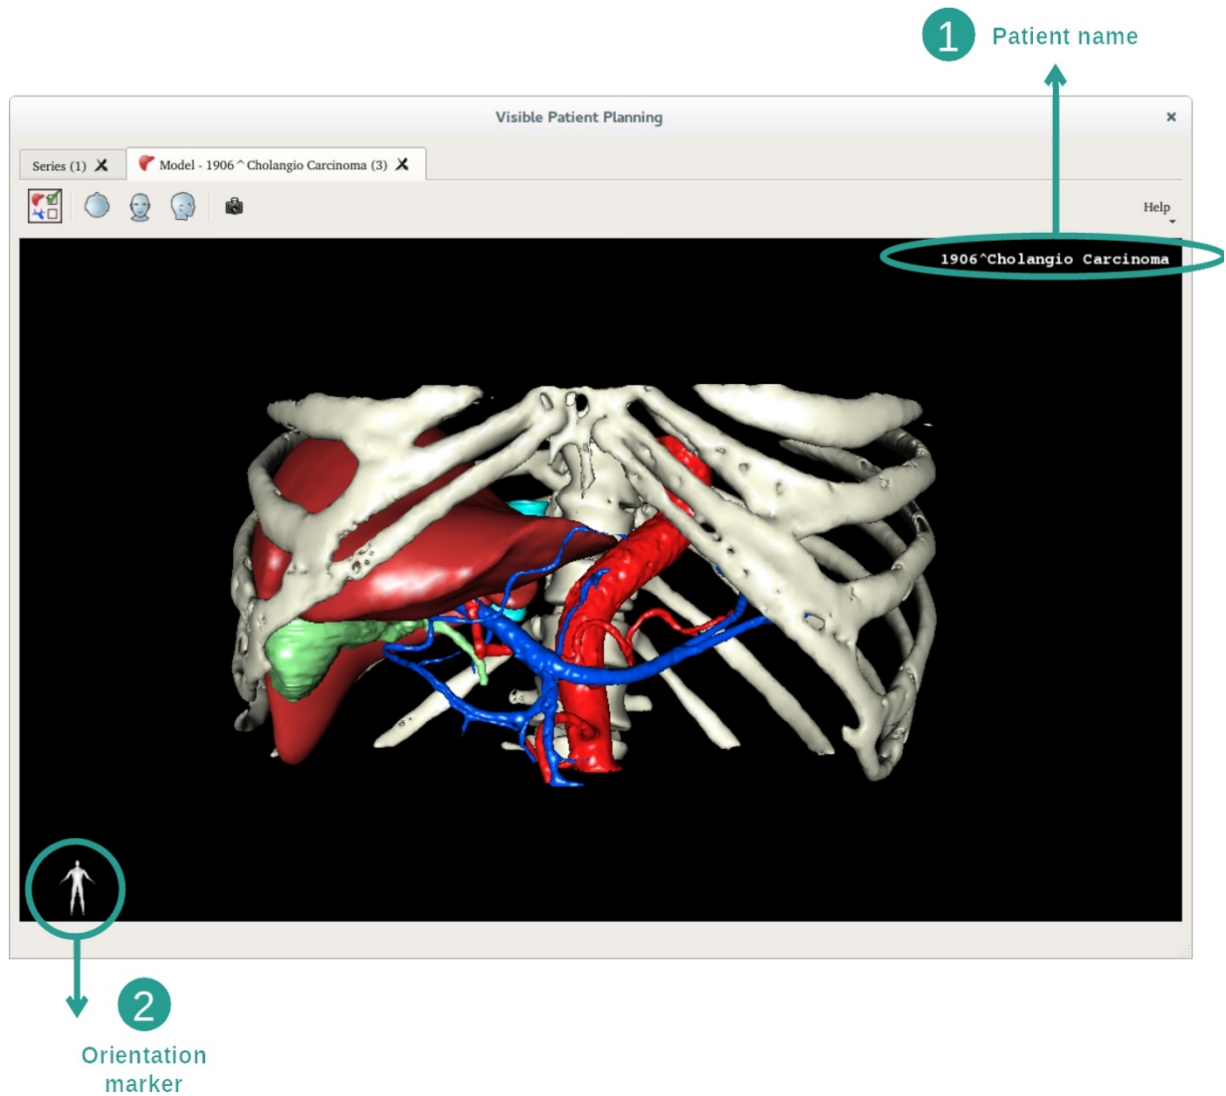 1 Patient name
Visible Patient Planning
Series (1) Model - 1906^Cholangio Carcinoma (3)
Help
1906^Cholangio Carcinoma
2
Orientation
marker